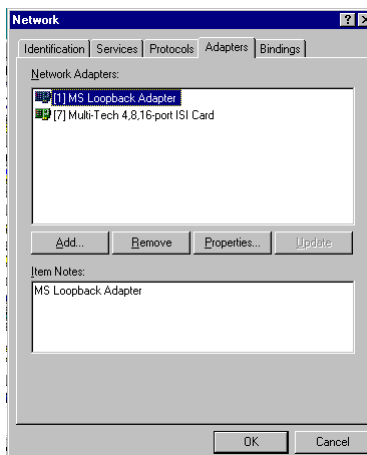 Network
Identification Services Protocols Adapters Bindings
Network Adapters:
[1] MS Loopback Adapter
[7] Multi-Tech 4,8,16-port ISI Card
Add... Remove Properties... Update
Item Notes:
MS Loopback Adapter
OK Cancel